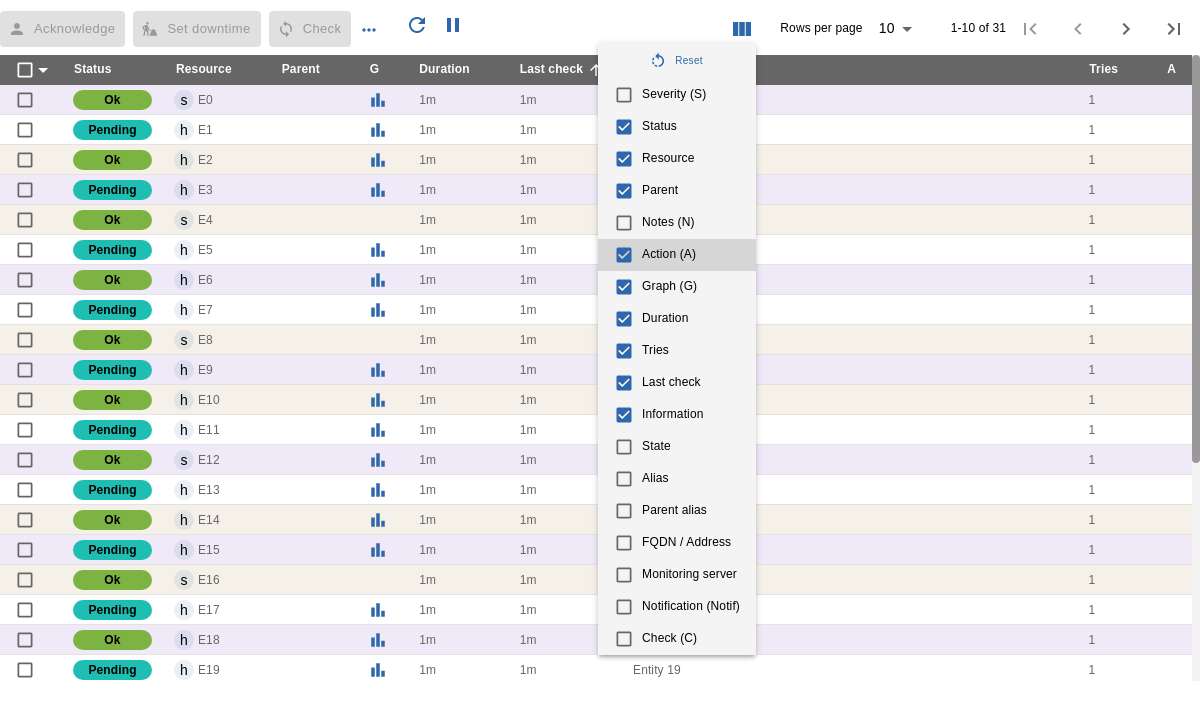 Acknowledge Set downtime Check Rows per page 10 1-10 of 31
Status Resource Parent G Duration Last check Tries A
Reset
Severity (S)
Status
Resource
Parent
Notes (N)
Action (A)
Graph (G)
Duration
Tries
Last check
Information
State
Alias
Parent alias
FQDN / Address
Monitoring server
Notification (Notif)
Check (C)
Ok s E0 1m 1m 1
Pending h E1 1m 1m 1
Ok h E2 1m 1m 1
Pending h E3 1m 1m 1
Ok s E4 1m 1m 1
Pending h E5 1m 1m 1
Ok h E6 1m 1m 1
Pending h E7 1m 1m 1
Ok s E8 1m 1m 1
Pending h E9 1m 1m 1
Ok h E10 1m 1m 1
Pending h E11 1m 1m 1
Ok s E12 1m 1m 1
Pending h E13 1m 1m 1
Ok h E14 1m 1m 1
Pending h E15 1m 1m 1
Ok s E16 1m 1m 1
Pending h E17 1m 1m 1
Ok h E18 1m 1m 1
Pending h E19 1m 1m Entity 19 1